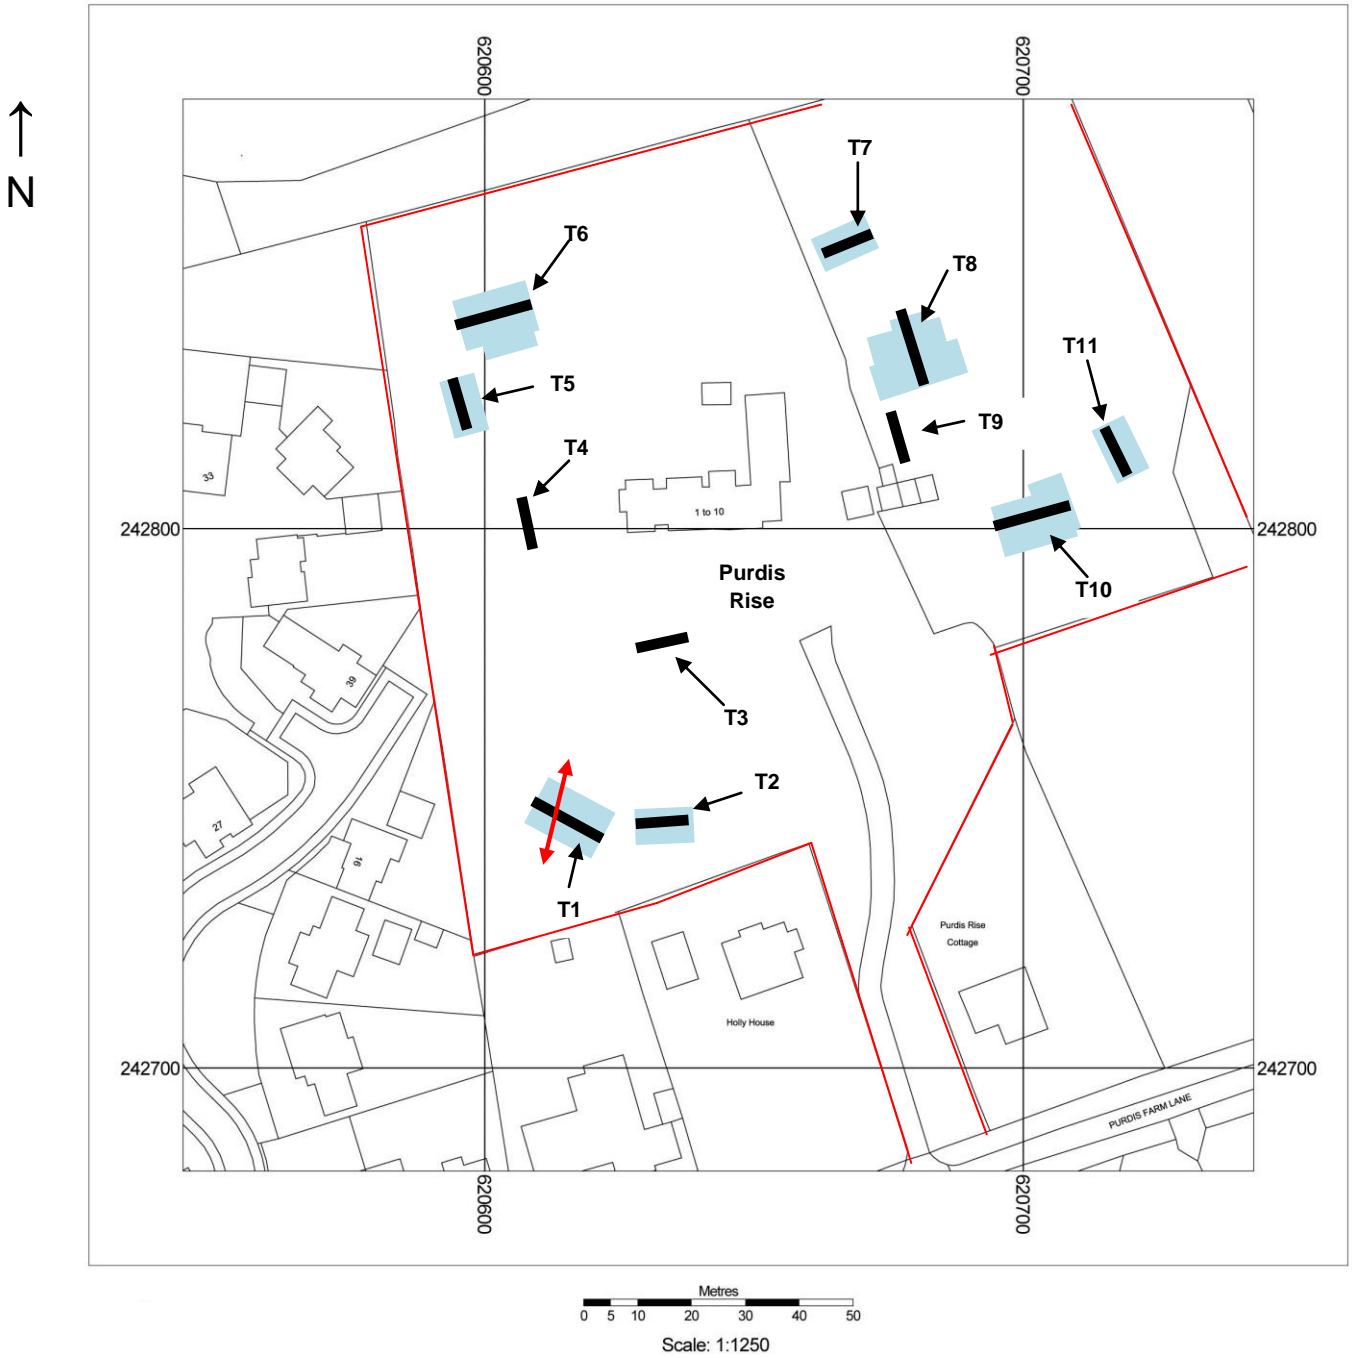 620600
620700
N
T7
T6
T8
T11
T5
T9
T4
33
1 to 10
242800
242800
Purdis
Rise
T10
39
T3
T2
27
16
T1
Purdis Rise
Cottage
Holly House
242700
242700
PURDIS FARM LANE
620600
620700
Metres
0 5 10 20 30 40 50
Scale: 1:1250